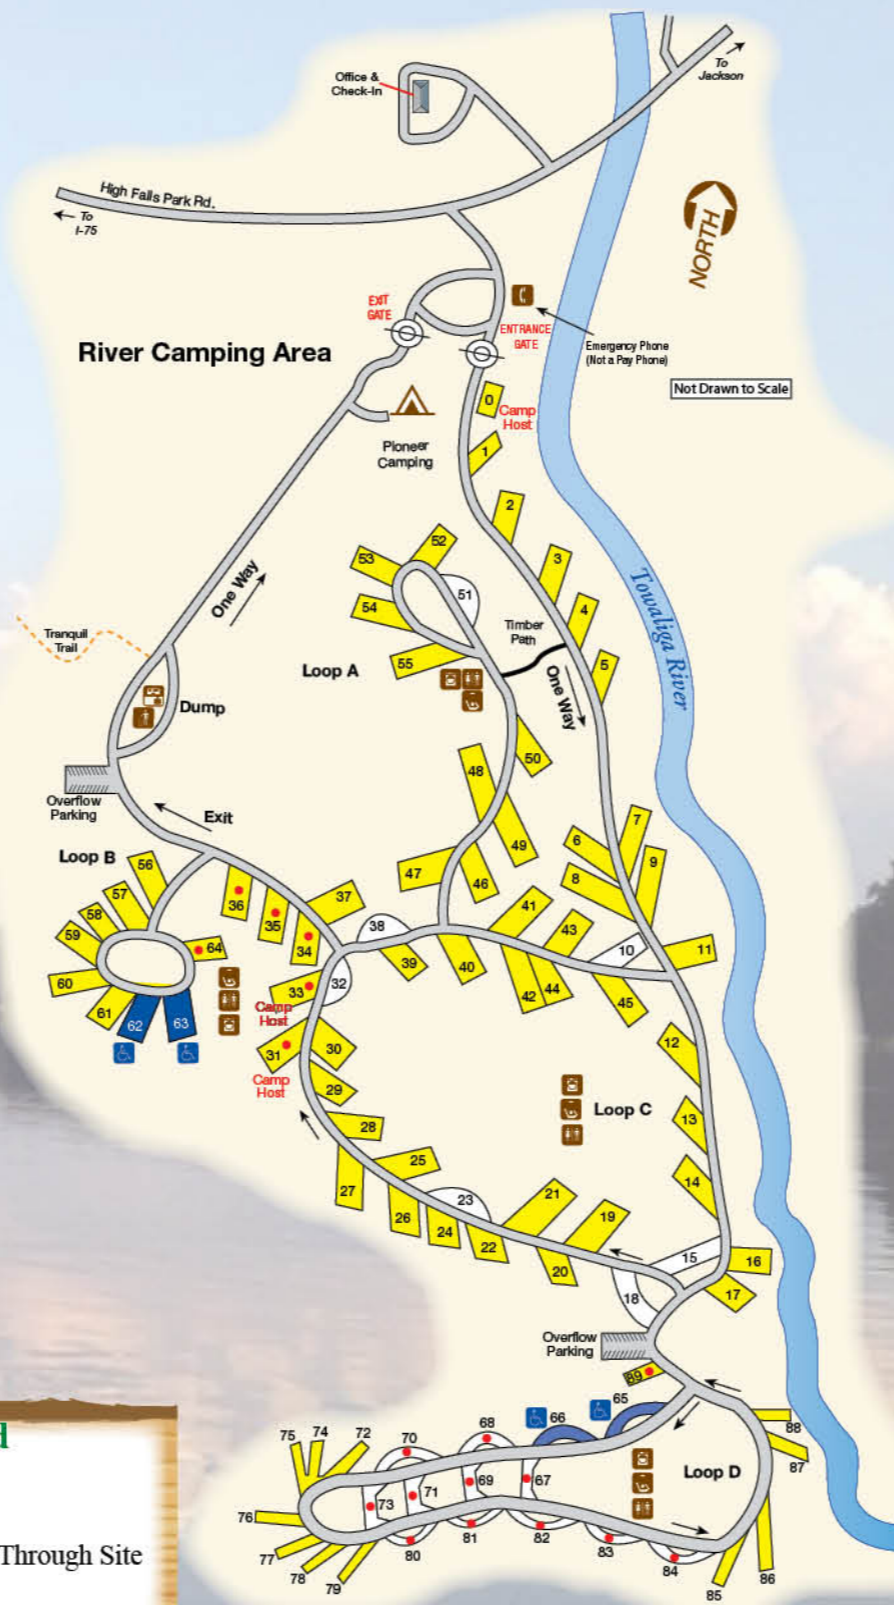 Office &
Check-In
To
Jackson
High Falls Park Rd.
To
I-75
NORTH
EXIT
GATE
ENTRANCE
GATE
Emergency Phone
(Not a Pay Phone)
River Camping Area
Not Drawn to Scale
0
Camp
Host
Pioneer
Camping
1
2
52
53
3
51
54
4
One Way
Timber
Path
Towaliga River
Tranquil
Trail
55
5
Loop A
One Way
Dump
50
48
Overflow
Parking
Exit
7
6
49
9
Loop B
56
8
47
46
57
36
37
41
58
35
38
43
59
34
64
39
40
10
11
60
33
32
42
44
45
61
Camp
Host
62
63
31
30
12
Camp
Host
29
Loop C
28
13
25
27
14
23
21
26
24
22
19
20
15
16
18
17
Overflow
Parking
89
65
66
88
75
74
72
70
68
87
69
67
Loop D
73
71
76
77
80
81
82
83
84
78
79
85
86
d
Through Site